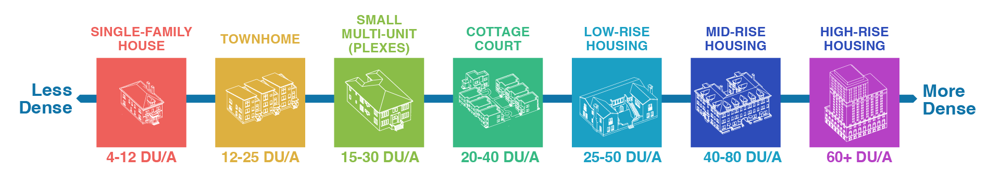 Less
Dense
SINGLE-FAMILY
HOUSE
4-12 DU/A
TOWNHOME
12-25 DU/A
SMALL
MULTI-UNIT
(PLEXES)
15-30 DU/A
COTTAGE
COURT
20-40 DU/A
LOW-RISE
HOUSING
25-50 DU/A
MID-RISE
HOUSING
40-80 DU/A
HIGH-RISE
HOUSING
60+ DU/A
More
Dense